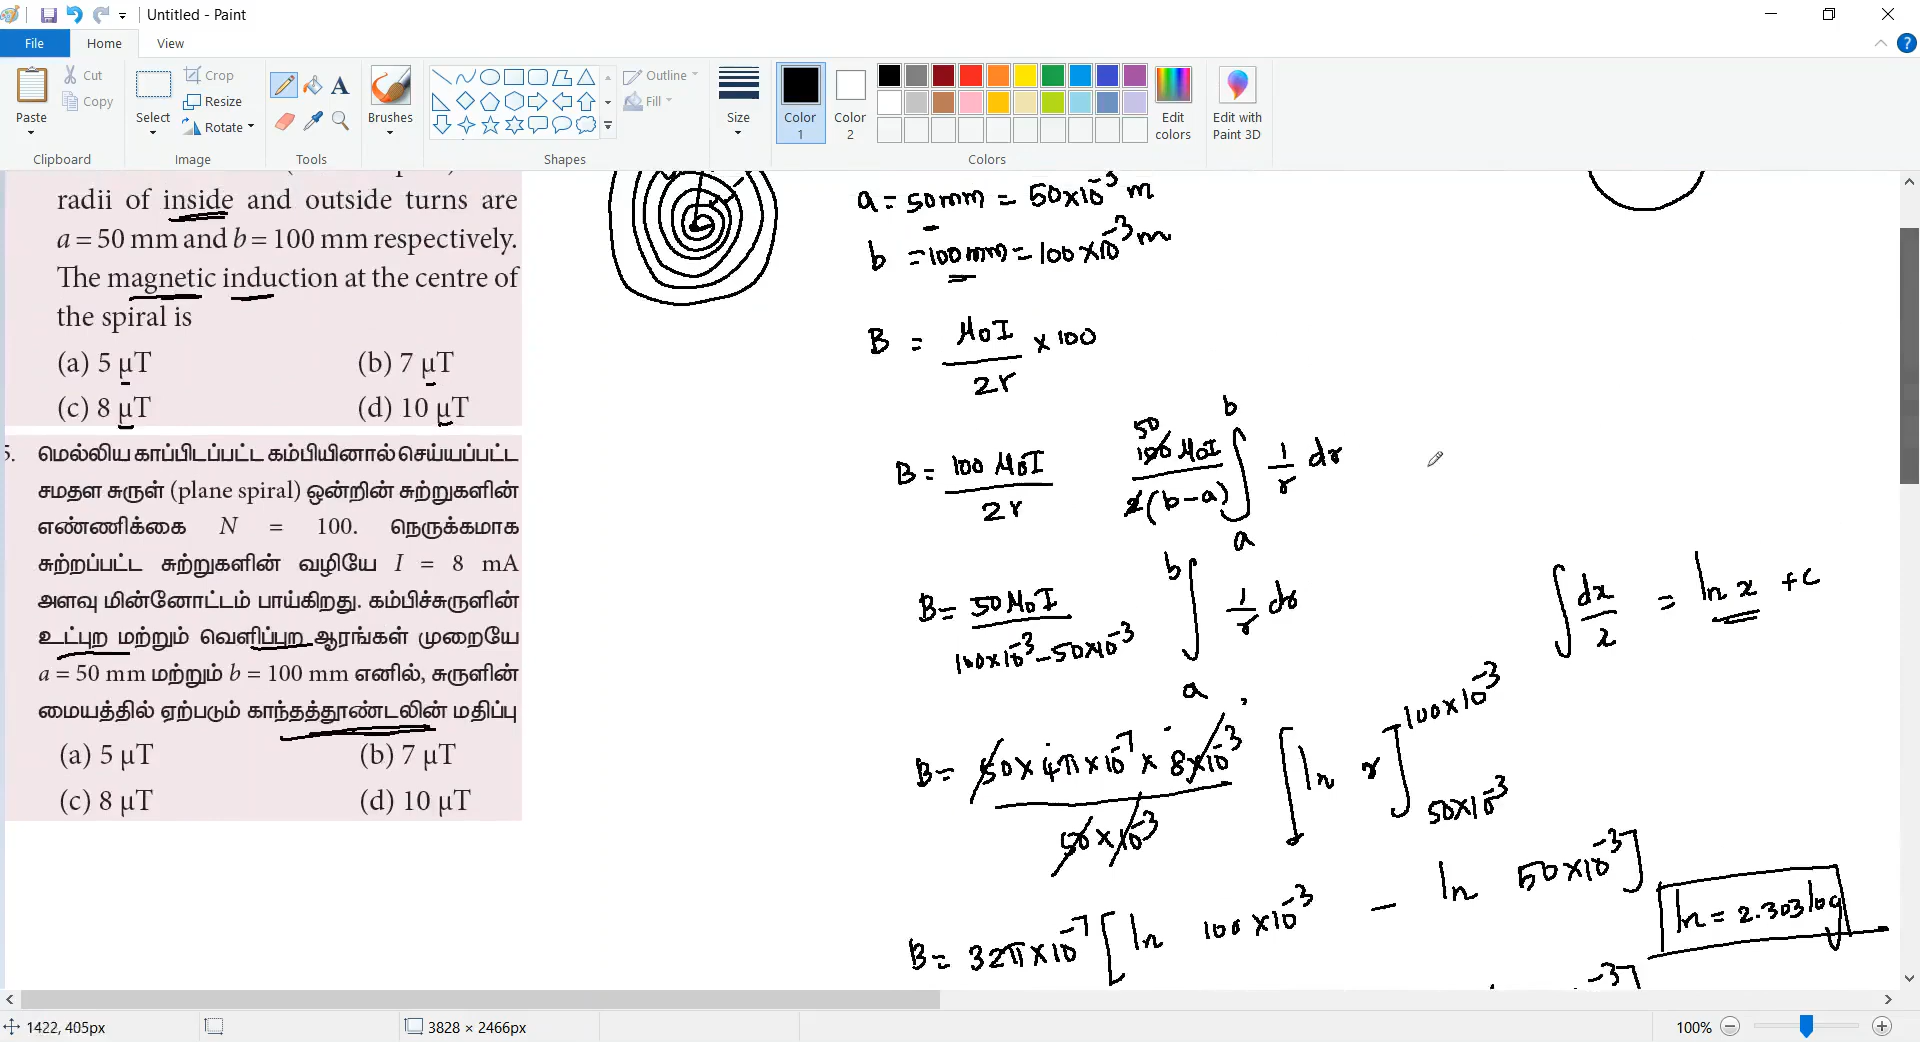 Untitled - Paint
File Home View
Paste
Cut
Copy
Clipboard
Select
Crop
Resize
Rotate
Image
Tools
Brushes
Outline
Fill
Shapes
Size
Color 1
Color 2
Edit colors
Edit with Paint 3D
Colors
radii of inside and outside turns are
a = 50 mm and b = 100 mm respectively.
The magnetic induction at the centre of
the spiral is
(a) 5 μT (b) 7 μT
(c) 8 μT (d) 10 μT
5. மெல்லிய காப்பிடப்பட்ட கம்பியினால் செய்யப்பட்ட
சமதள சுருள் (plane spiral) ஒன்றின் சுற்றுகளின்
எண்ணிக்கை N = 100. நெருக்கமாக
சுற்றப்பட்ட சுற்றுகளின் வழியே I = 8 mA
அளவு மின்னோட்டம் பாய்கிறது. கம்பிச்சுருளின்
உட்புற மற்றும் வெளிப்புற ஆரங்கள் முறையே
a = 50 mm மற்றும் b = 100 mm எனில், சுருளின்
மையத்தில் ஏற்படும் காந்தத்தூண்டலின் மதிப்பு
(a) 5 μT (b) 7 μT
(c) 8 μT (d) 10 μT
a = 50mm = 50×10⁻³ m
b = 100mm = 100×10⁻³ m
B = μ₀I / 2r × 100
B = 100 μ₀I / 2r 50 100 μ₀I / 2(b-a) ∫ₐᵇ 1/r dr
B = 50μ₀I / 100×10⁻³ - 50×10⁻³ ∫ₐᵇ 1/r dr
∫ dx/x = ln x + c
B = 50×4π×10⁻⁷ × 8×10⁻³ / 50×10⁻³ [ln r] 100×10⁻³ 50×10⁻³
B = 32π×10⁻⁷ [ln 100×10⁻³ - ln 50×10⁻³]
ln = 2.303 log
1422, 405px
3828 × 2466px
100%